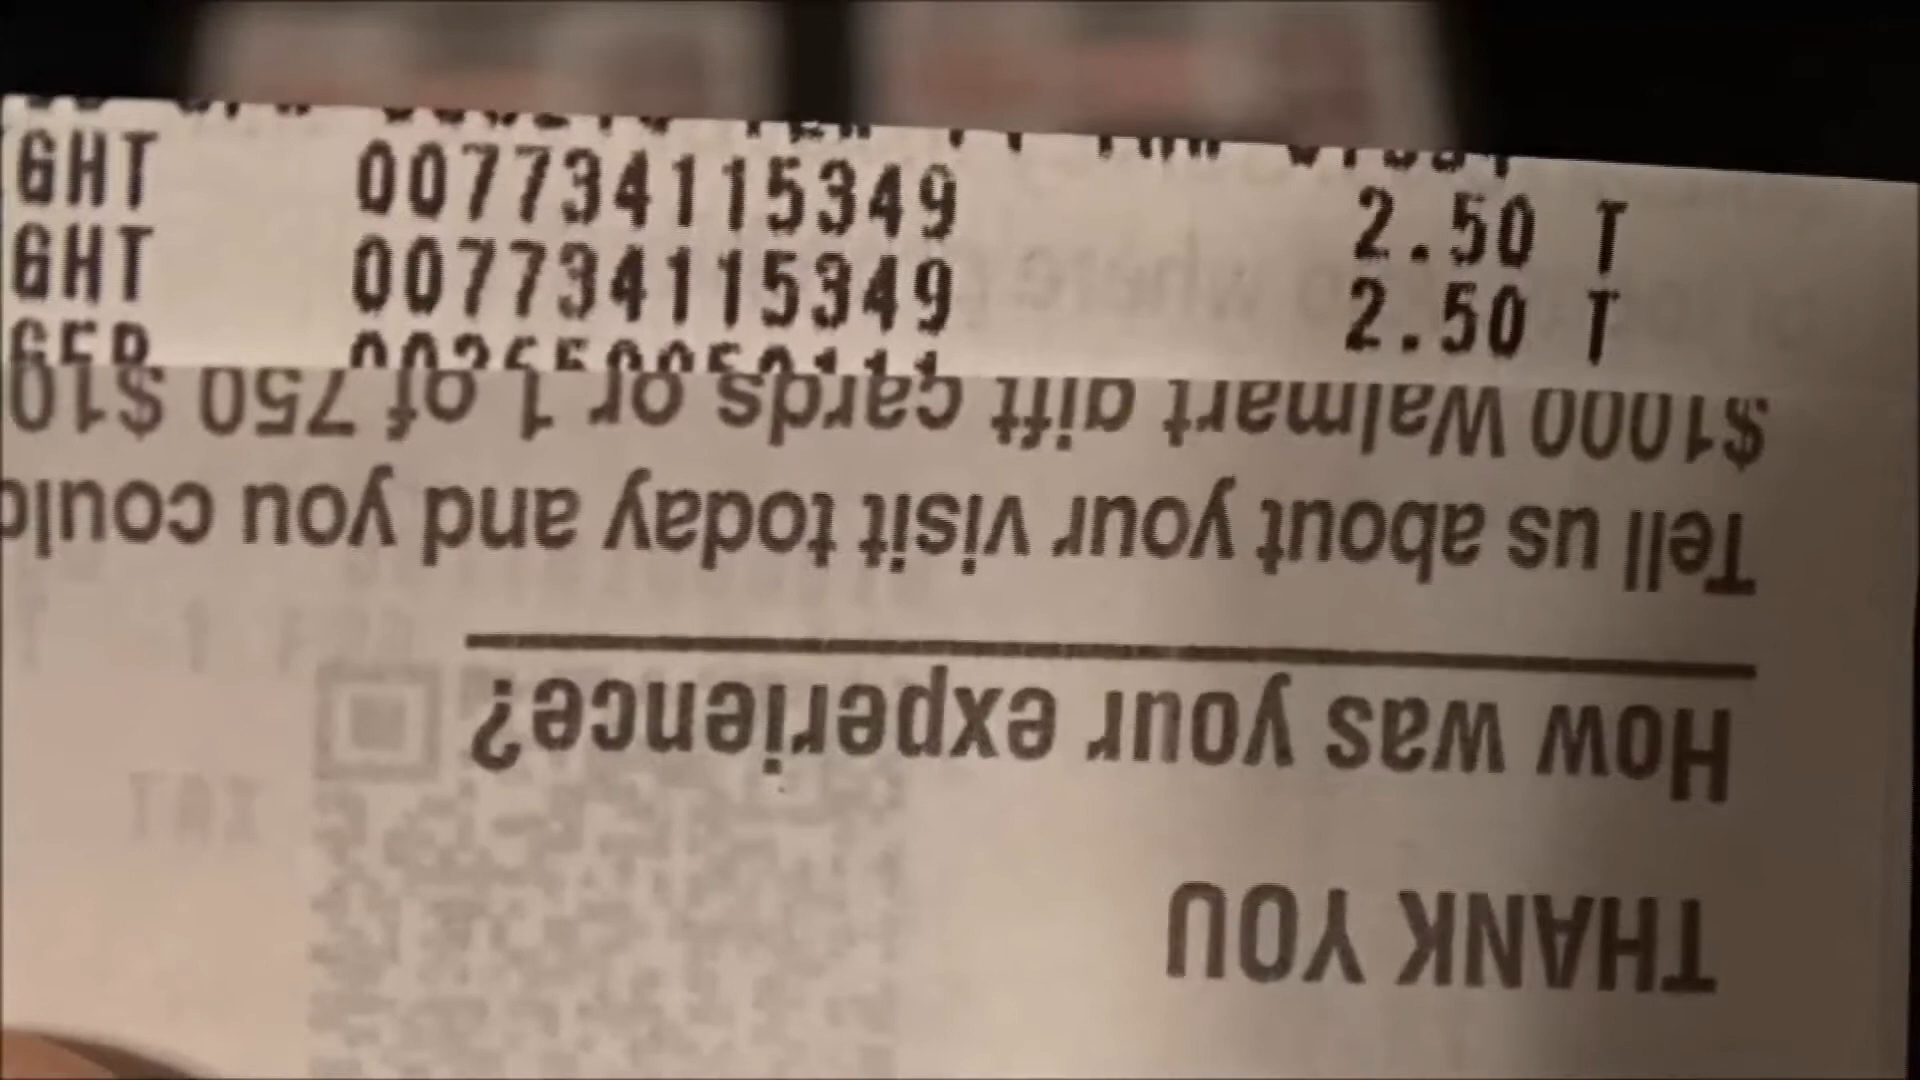 GHT 007734115349 2.50 T
GHT 007734115349 2.50 T
THANK YOU
How was your experience?
Tell us about your visit today and you could
$1000 Walmart gift cards or 1 of 750 $10